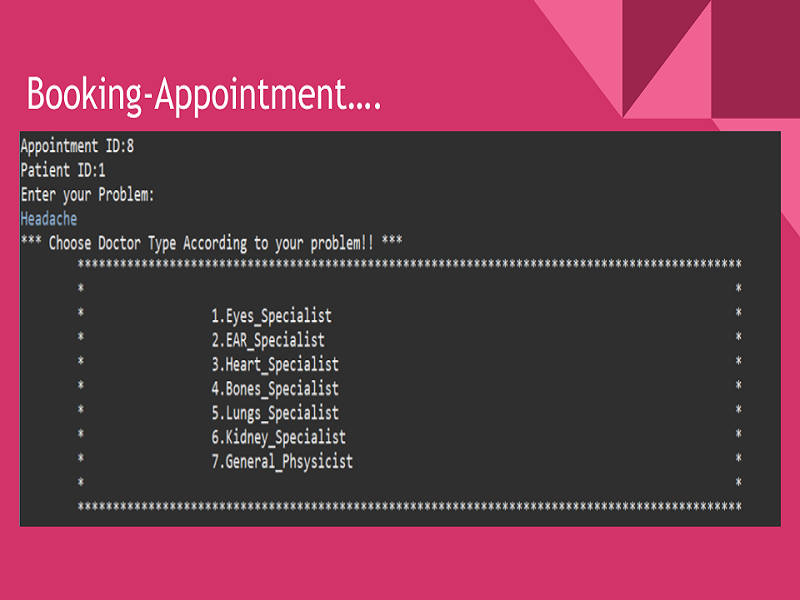 Booking-Appointment....
Appointment ID:8
Patient ID:1
Enter your Problem:
Headache
*** Choose Doctor Type According to your problem!! ***
**********************************************************************************************
* *
* 1.Eyes_Specialist *
* 2.EAR_Specialist *
* 3.Heart_Specialist *
* 4.Bones_Specialist *
* 5.Lungs_Specialist *
* 6.Kidney_Specialist *
* 7.General_Phsysicist *
* *
**********************************************************************************************